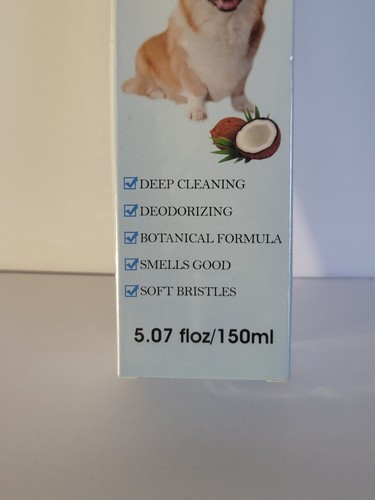 DEEP CLEANING
DEODORIZING
BOTANICAL FORMULA
SMELLS GOOD
SOFT BRISTLES
5.07 floz/150ml